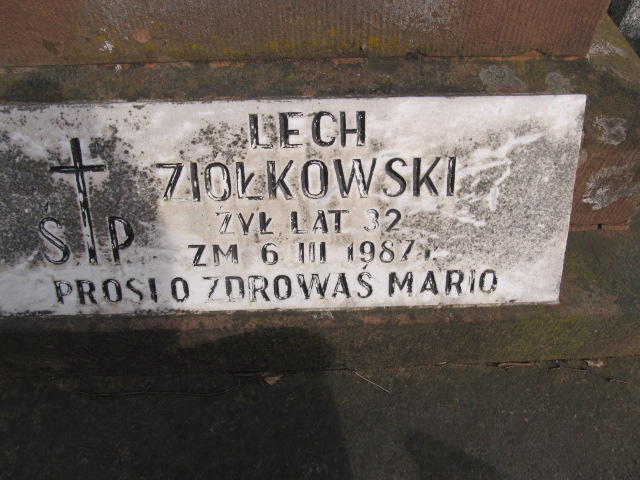 LECH
ZIOŁKOWSKI
ŻYŁ LAT 32
Ś P
ZM 6 III 1987 r.
PROSI O ZDROWAŚ MARIO